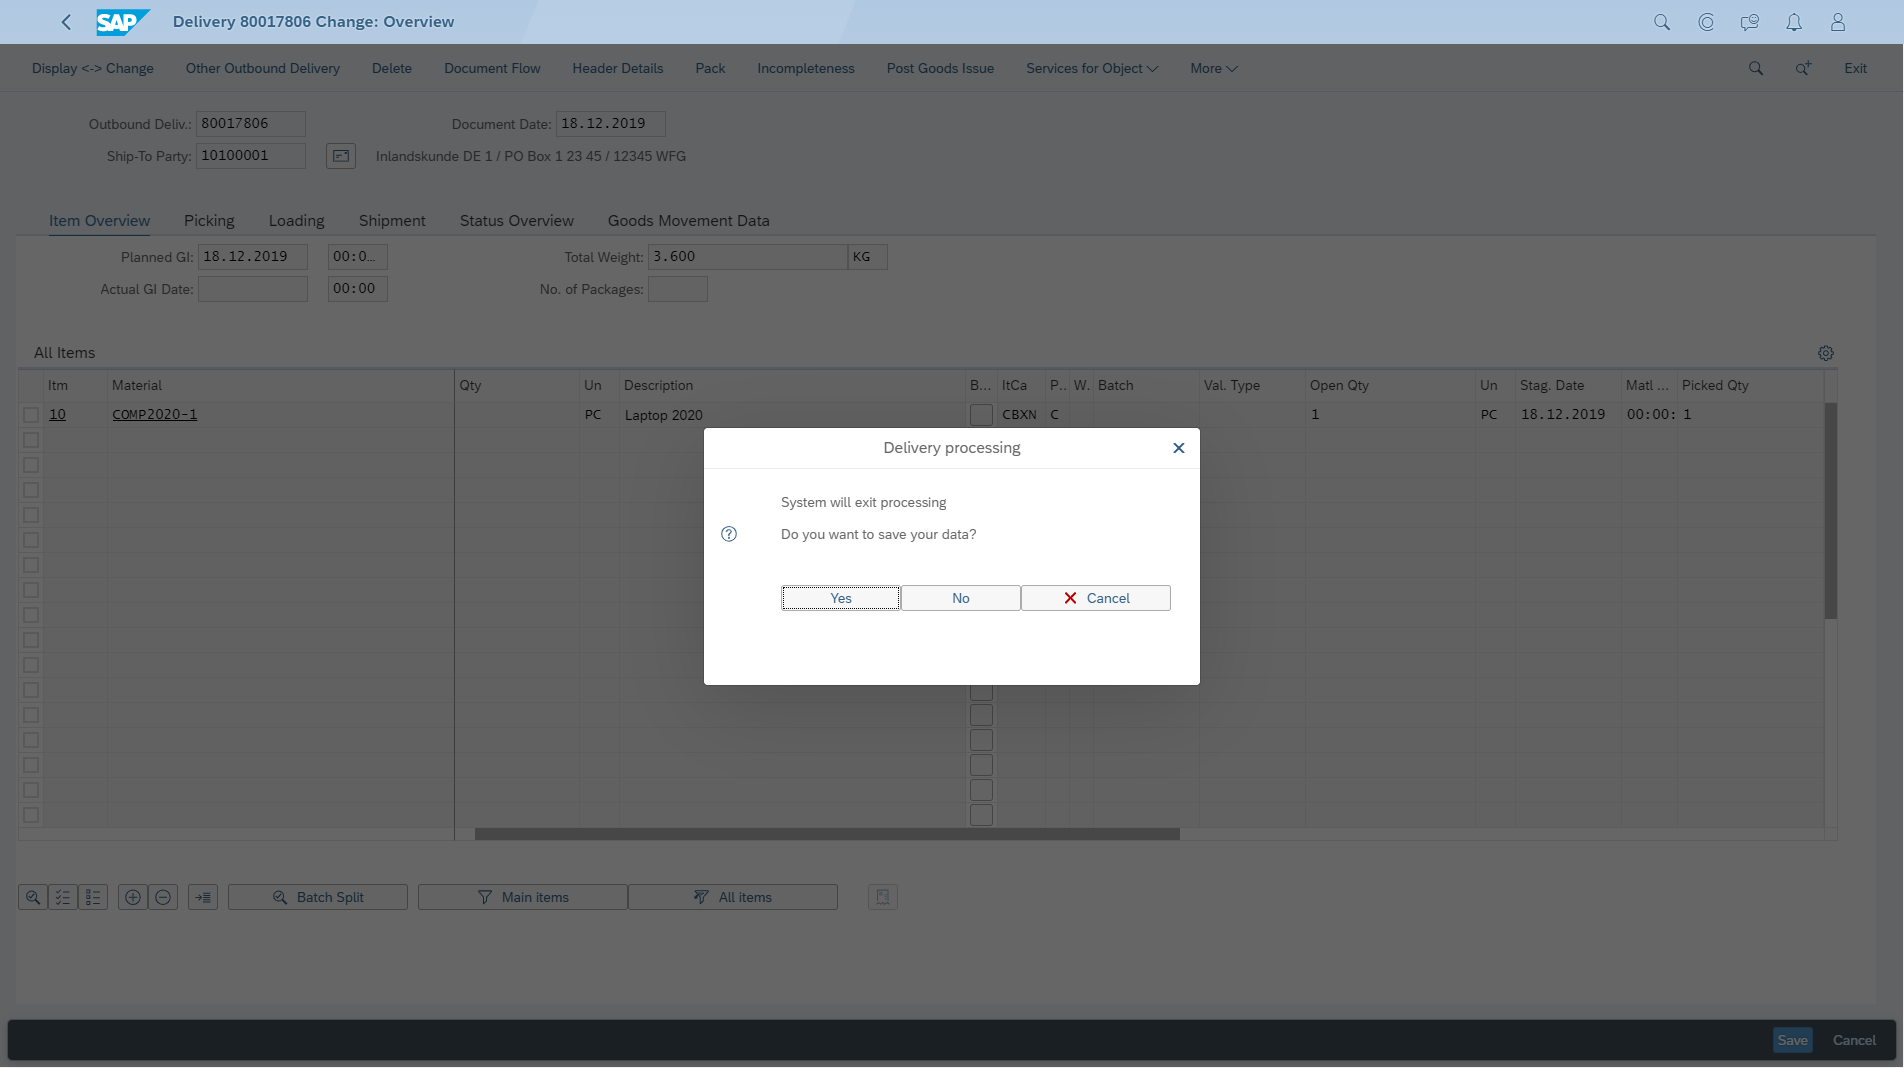 SAP Delivery 80017806 Change: Overview
Display <-> Change Other Outbound Delivery Delete Document Flow Header Details Pack Incompleteness Post Goods Issue Services for Object More Exit
Outbound Deliv.: 80017806 Document Date: 18.12.2019
Ship-To Party: 10100001 Inlandskunde DE 1 / PO Box 1 23 45 / 12345 WFG
Item Overview Picking Loading Shipment Status Overview Goods Movement Data
Planned GI: 18.12.2019 00:0... Total Weight: 3.600 KG
Actual GI Date: 00:00 No. of Packages:
All Items
Itm Material Qty Un Description B... ItCa P.. W. Batch Val. Type Open Qty Un Stag. Date Matl ... Picked Qty
10 COMP2020-1 PC Laptop 2020 CBXN C 1 PC 18.12.2019 00:00: 1
Delivery processing
System will exit processing
Do you want to save your data?
Yes No Cancel
Batch Split Main items All items
Save Cancel